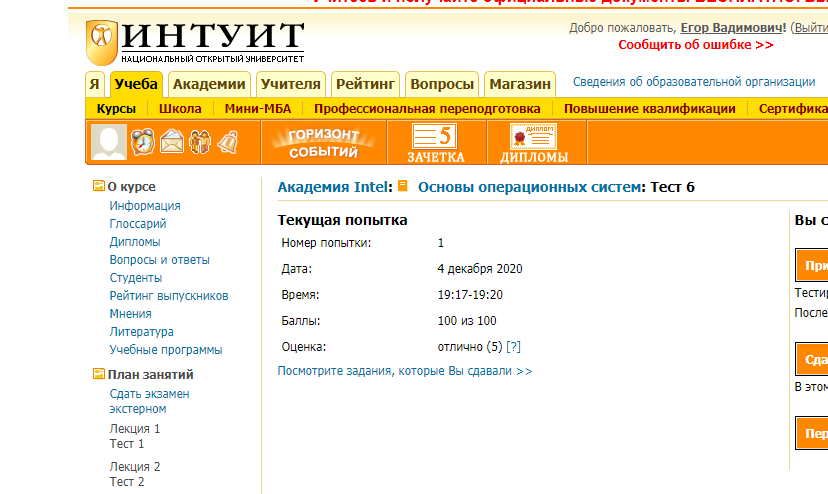 ИНТУИТ
НАЦИОНАЛЬНЫЙ ОТКРЫТЫЙ УНИВЕРСИТЕТ
Добро пожаловать, Егор Вадимович! (Выйти
Сообщить об ошибке >>
Я Учеба Академии Учителя Рейтинг Вопросы Магазин Сведения об образовательной организации
Курсы Школа Мини-МБА Профессиональная переподготовка Повышение квалификации
ГОРИЗОНТ СОБЫТИЙ
5
ЗАЧЕТКА
ДИПЛОМ
ДИПЛОМЫ
О курсе
Информация
Глоссарий
Дипломы
Вопросы и ответы
Студенты
Рейтинг выпускников
Мнения
Литература
Учебные программы
План занятий
Сдать экзамен
экстерном
Лекция 1
Тест 1
Лекция 2
Тест 2
Академия Intel: Основы операционных систем: Тест 6
Текущая попытка
Номер попытки: 1
Дата: 4 декабря 2020
Время: 19:17-19:20
Баллы: 100 из 100
Оценка: отлично (5) [?]
Посмотрите задания, которые Вы сдавали >>
Вы с
При
Тести
После
Сда
В этом
Пер